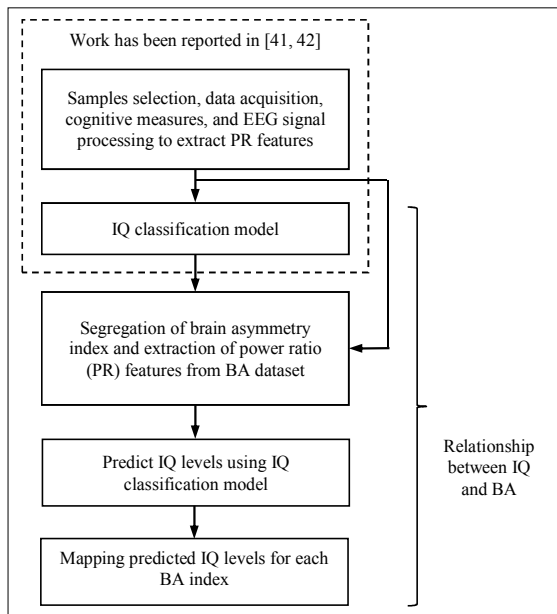 Work has been reported in [41, 42]
Samples selection, data acquisition,
cognitive measures, and EEG signal
processing to extract PR features
IQ classification model
Segregation of brain asymmetry
index and extraction of power ratio
(PR) features from BA dataset
Predict IQ levels using IQ
classification model
Mapping predicted IQ levels for each
BA index
Relationship
between IQ
and BA